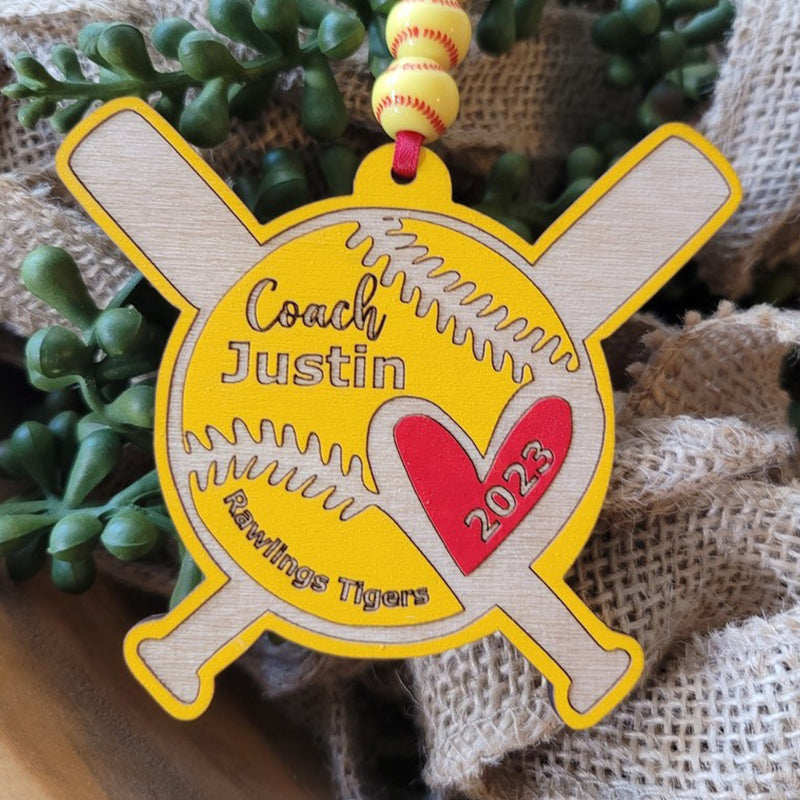 Coach
Justin
2023
Rawlings Tigers